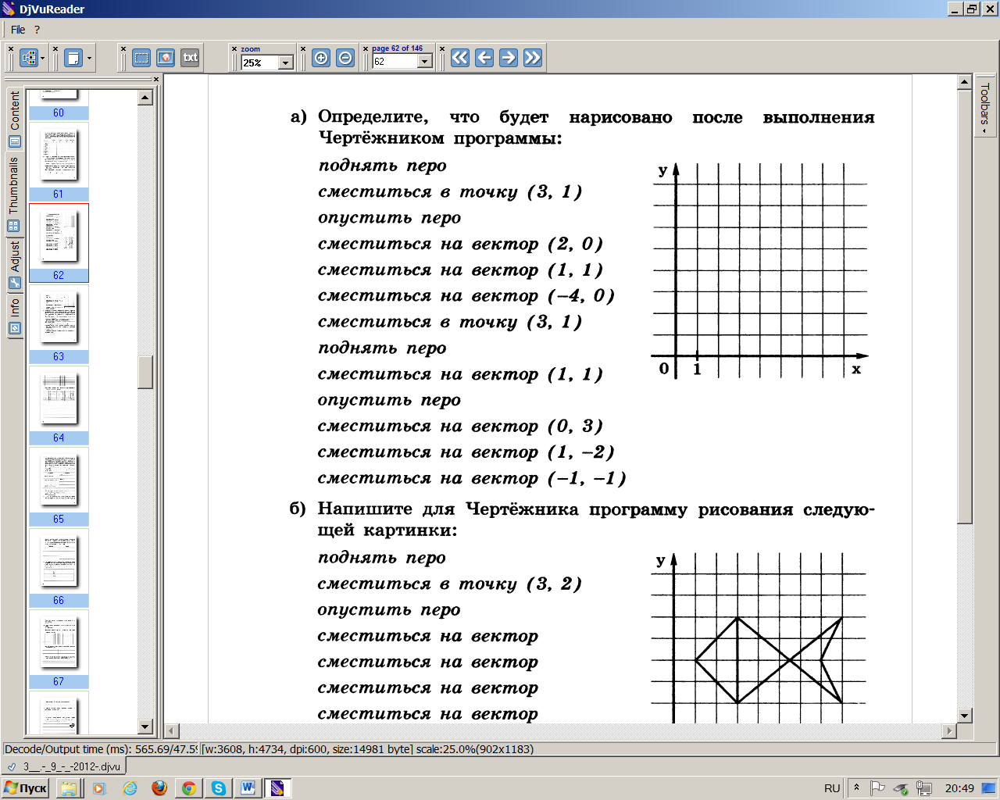 DjVuReader
File ?
zoom
25%
page 62 of 146
62
txt
Content
Thumbnails
Adjust
Info
Toolbars
60
61
62
63
64
65
66
67
а) Определите, что будет нарисовано после выполнения
Чертёжником программы:
поднять перо
сместиться в точку (3, 1)
опустить перо
сместиться на вектор (2, 0)
сместиться на вектор (1, 1)
сместиться на вектор (–4, 0)
сместиться в точку (3, 1)
поднять перо
сместиться на вектор (1, 1)
опустить перо
сместиться на вектор (0, 3)
сместиться на вектор (1, –2)
сместиться на вектор (–1, –1)
y
0 1 x
б) Напишите для Чертёжника программу рисования следую-
щей картинки:
поднять перо
сместиться в точку (3, 2)
опустить перо
сместиться на вектор
сместиться на вектор
сместиться на вектор
сместиться на вектор
y
Decode/Output time (ms): 565.69/47.59 [w:3608, h:4734, dpi:600, size:14981 byte] scale:25.0%(902x1183)
3__.-_9_-_-2012-.djvu
Пуск
RU
20:49